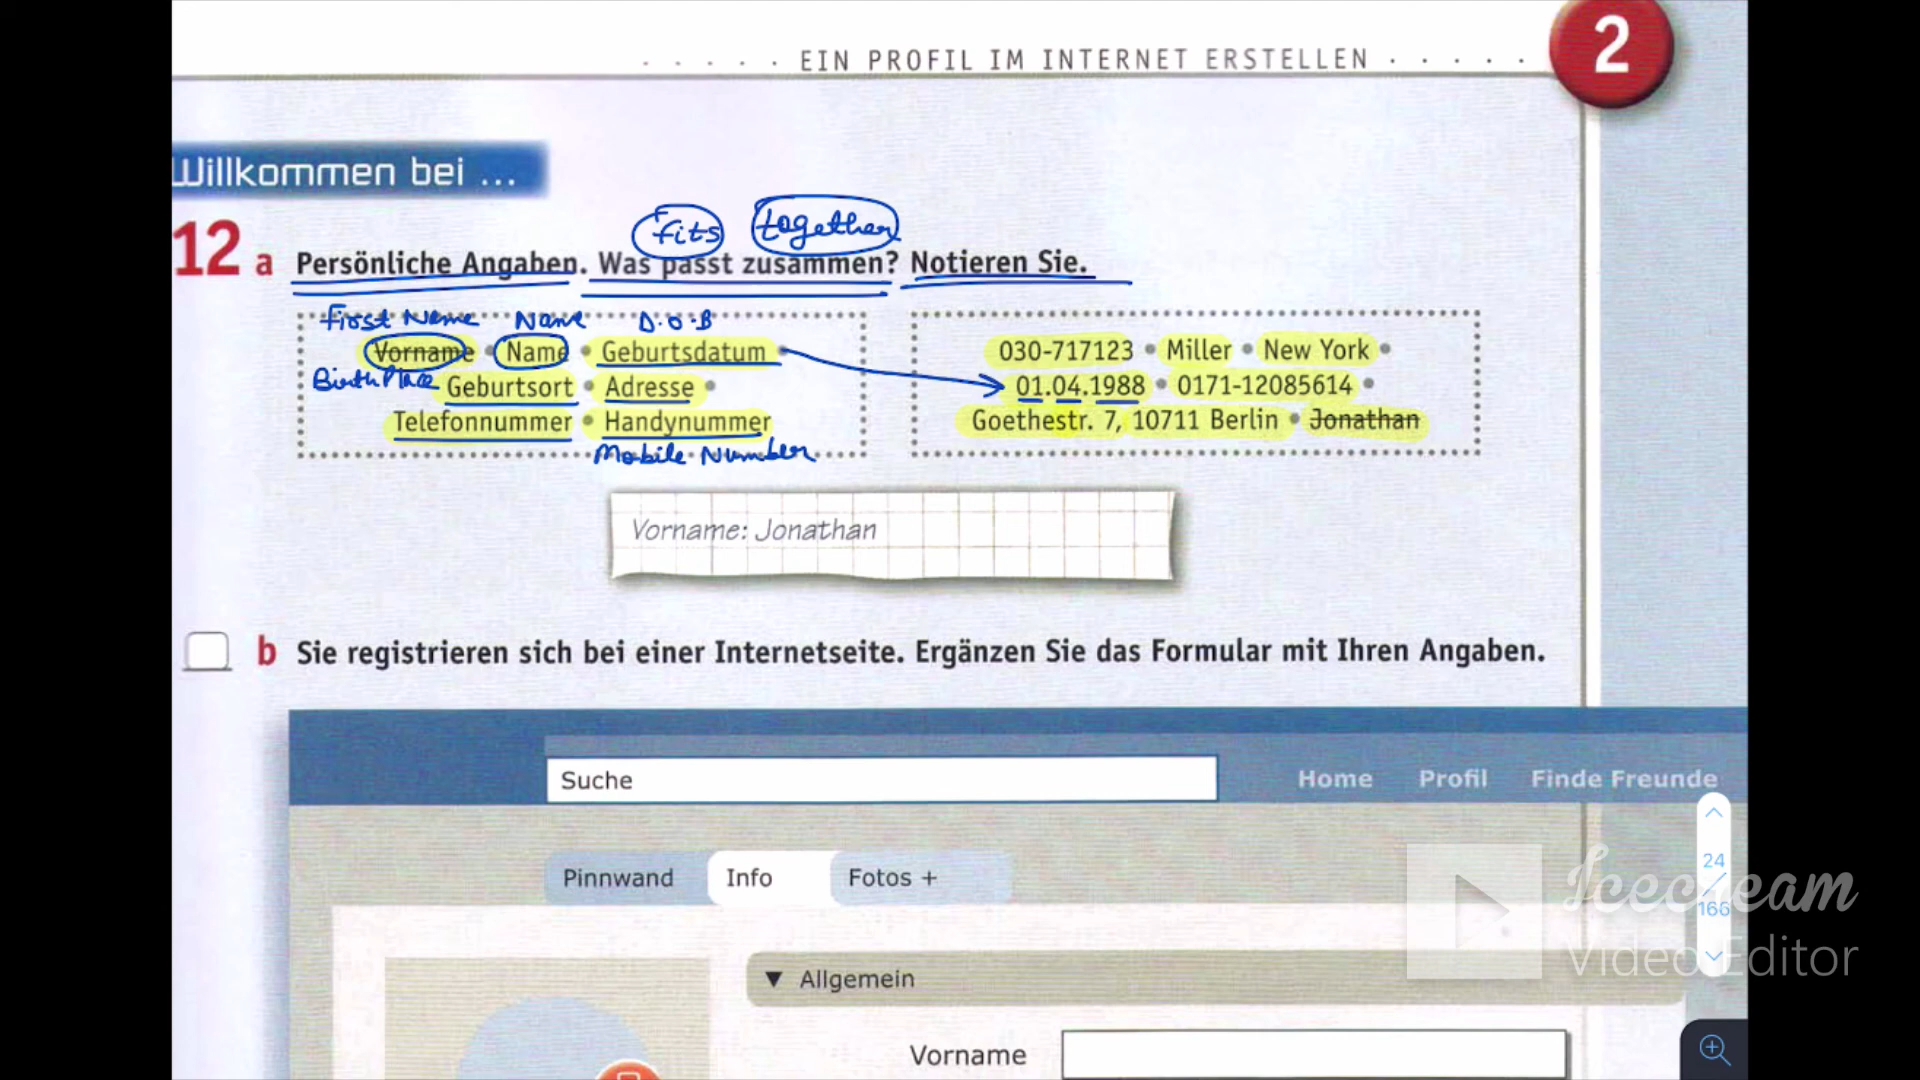 · · · · · EIN PROFIL IM INTERNET ERSTELLEN · · · · ·
2
Willkommen bei ...
fits together
12 a Persönliche Angaben. Was passt zusammen? Notieren Sie.
First Name Name D.O.B
Vorname • Name • Geburtsdatum •
Birth Place
Geburtsort • Adresse •
Telefonnummer • Handynummer
Mobile Number
030-717123 • Miller • New York •
01.04.1988 • 0171-12085614 •
Goethestr. 7, 10711 Berlin • Jonathan
Vorname: Jonathan
b Sie registrieren sich bei einer Internetseite. Ergänzen Sie das Formular mit Ihren Angaben.
Suche
Home Profil Finde Freunde
Pinnwand Info Fotos +
24
166
Icecream
Video Editor
▼ Allgemein
Vorname